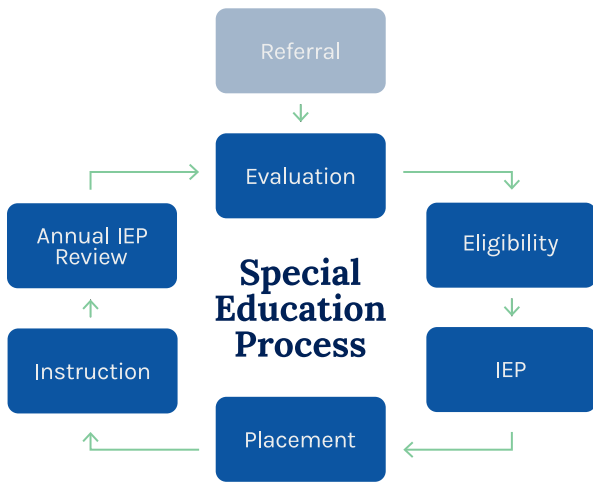 Referral
Evaluation
Eligibility
IEP
Placement
Instruction
Annual IEP
Review
Special
Education
Process